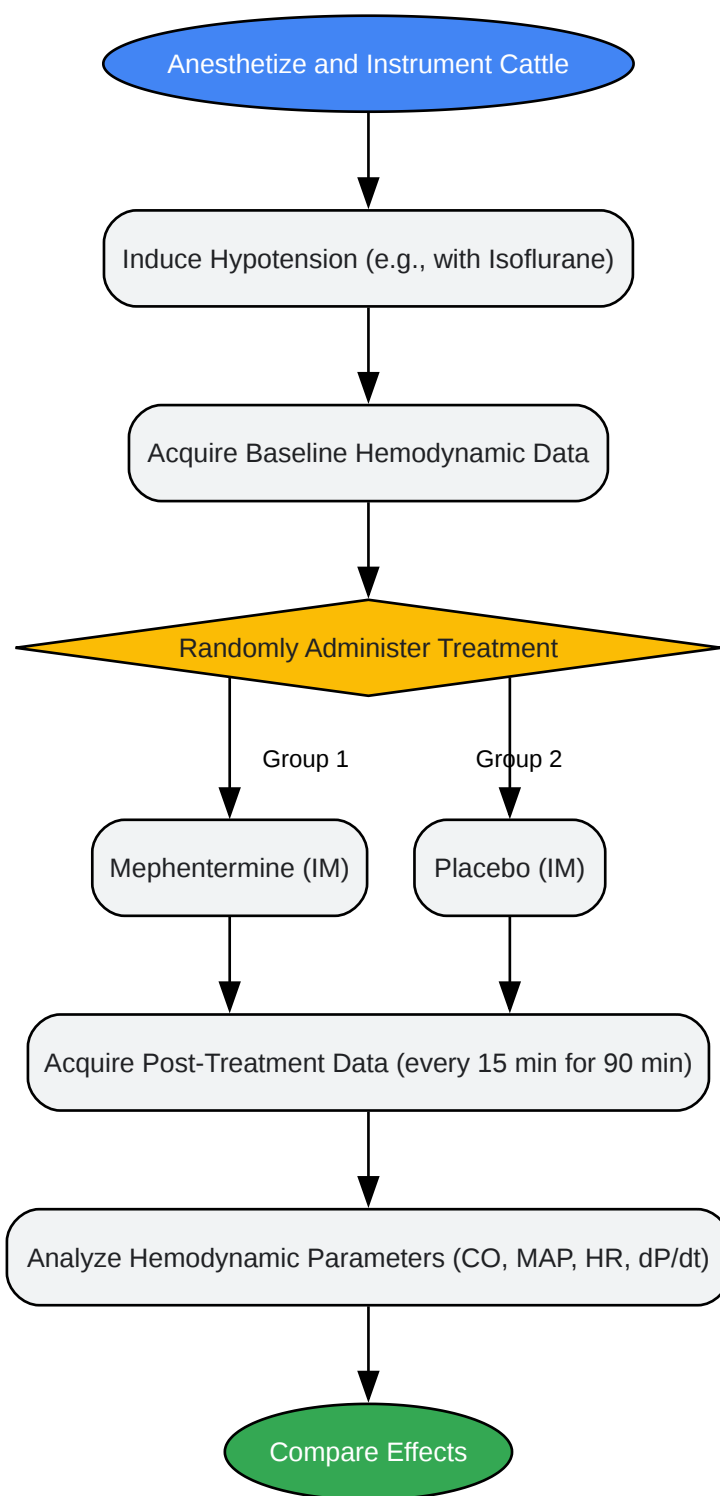 Anesthetize and Instrument Cattle
Induce Hypotension (e.g., with Isoflurane)
Acquire Baseline Hemodynamic Data
Randomly Administer Treatment
Group 1
Group 2
Mephentermine (IM)
Placebo (IM)
Acquire Post-Treatment Data (every 15 min for 90 min)
Analyze Hemodynamic Parameters (CO, MAP, HR, dP/dt)
Compare Effects